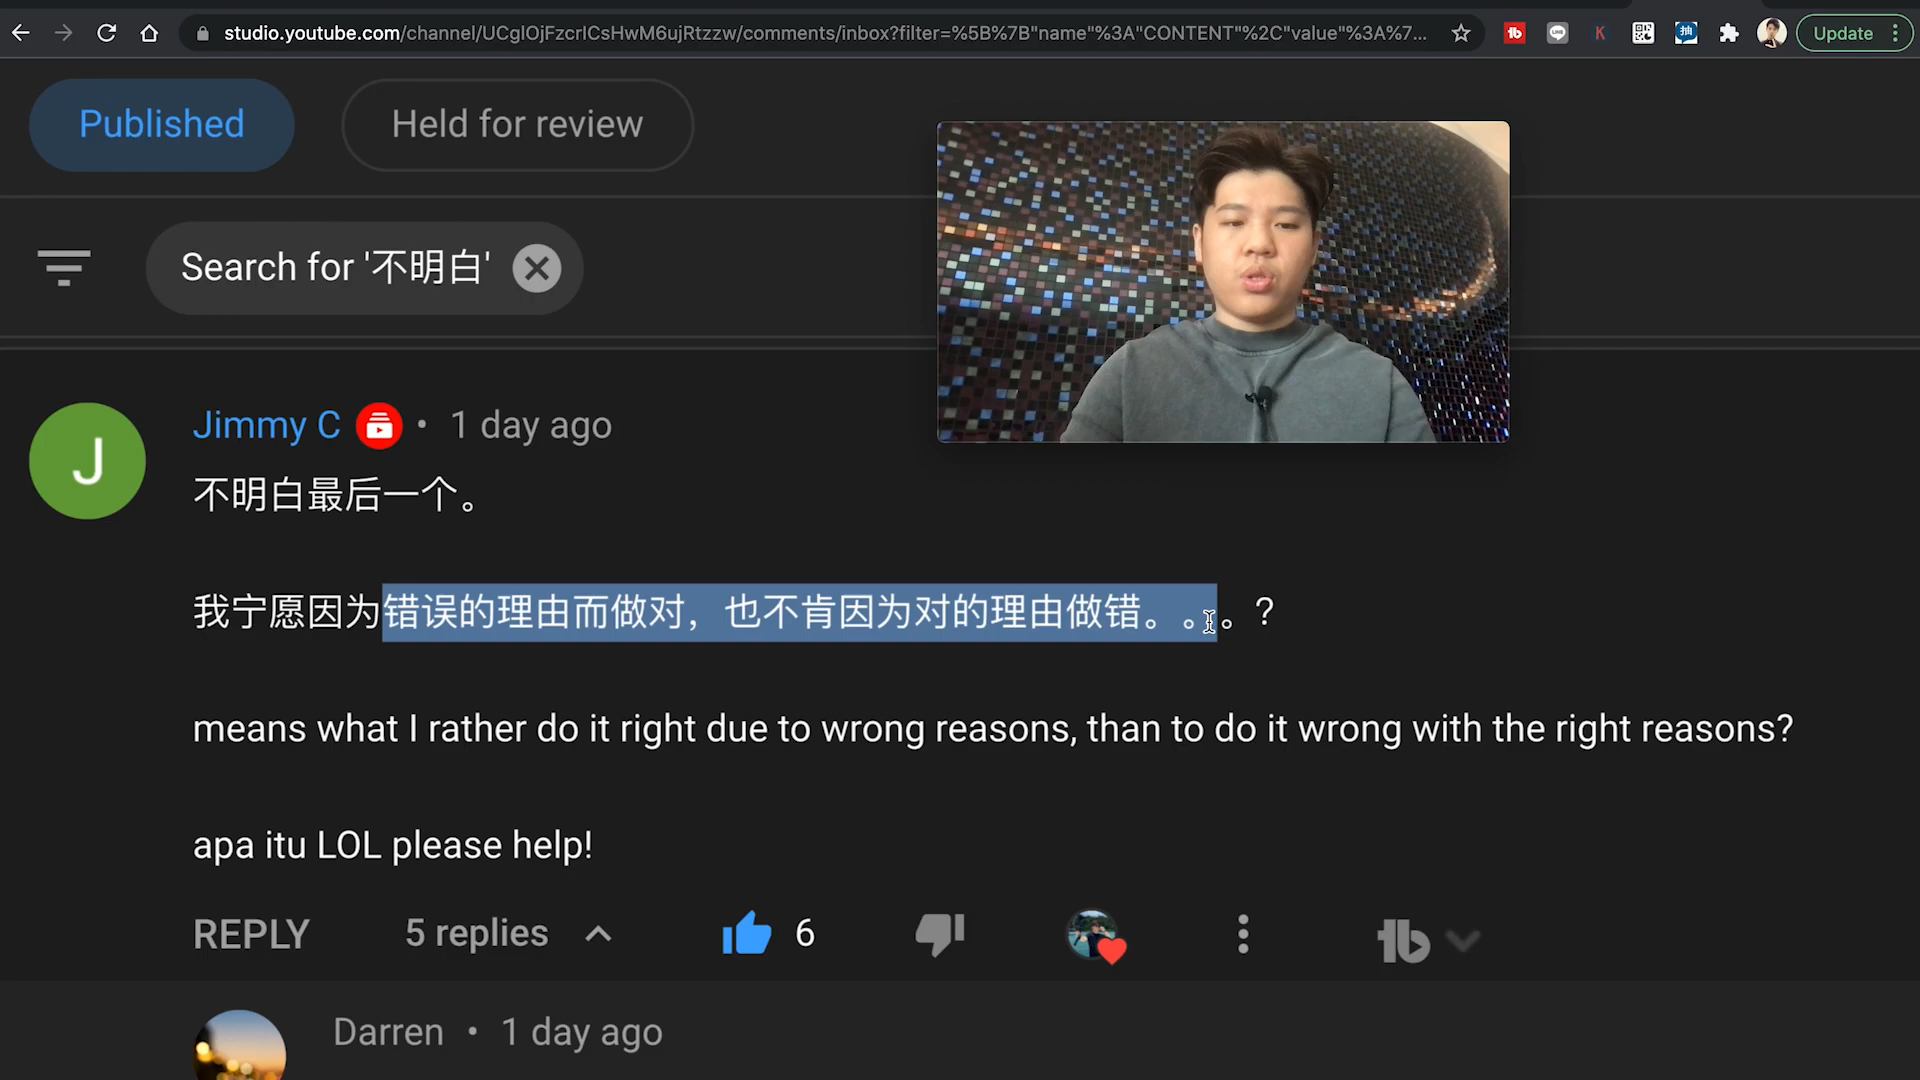 studio.youtube.com/channel/UCglOjFzcrICsHwM6ujRtzzw/comments/inbox?filter=%5B%7B"name"%3A"CONTENT"%2C"value"%3A%7...
Update
Published
Held for review
Search for '不明白'
Jimmy C • 1 day ago
不明白最后一个。
我宁愿因为错误的理由而做对，也不肯因为对的理由做错。。。?
means what I rather do it right due to wrong reasons, than to do it wrong with the right reasons?
apa itu LOL please help!
REPLY 5 replies 6
Darren • 1 day ago